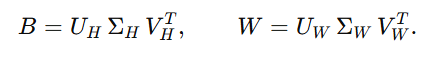 B = U_H Σ_H V_H^T,    W = U_W Σ_W V_W^T.